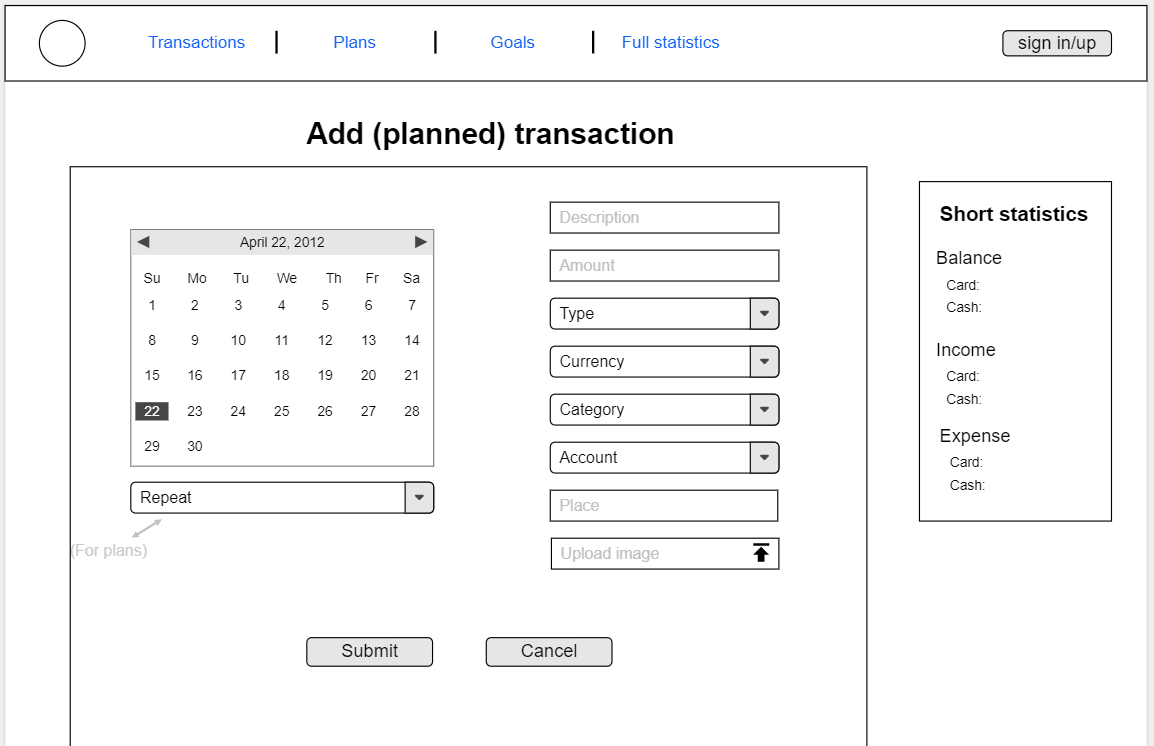 Transactions Plans Goals Full statistics sign in/up
Add (planned) transaction
April 22, 2012
Su Mo Tu We Th Fr Sa
1 2 3 4 5 6 7
8 9 10 11 12 13 14
15 16 17 18 19 20 21
22 23 24 25 26 27 28
29 30
Repeat
(For plans)
Description
Amount
Type
Currency
Category
Account
Place
Upload image
Submit Cancel
Short statistics
Balance
Card:
Cash:
Income
Card:
Cash:
Expense
Card:
Cash: